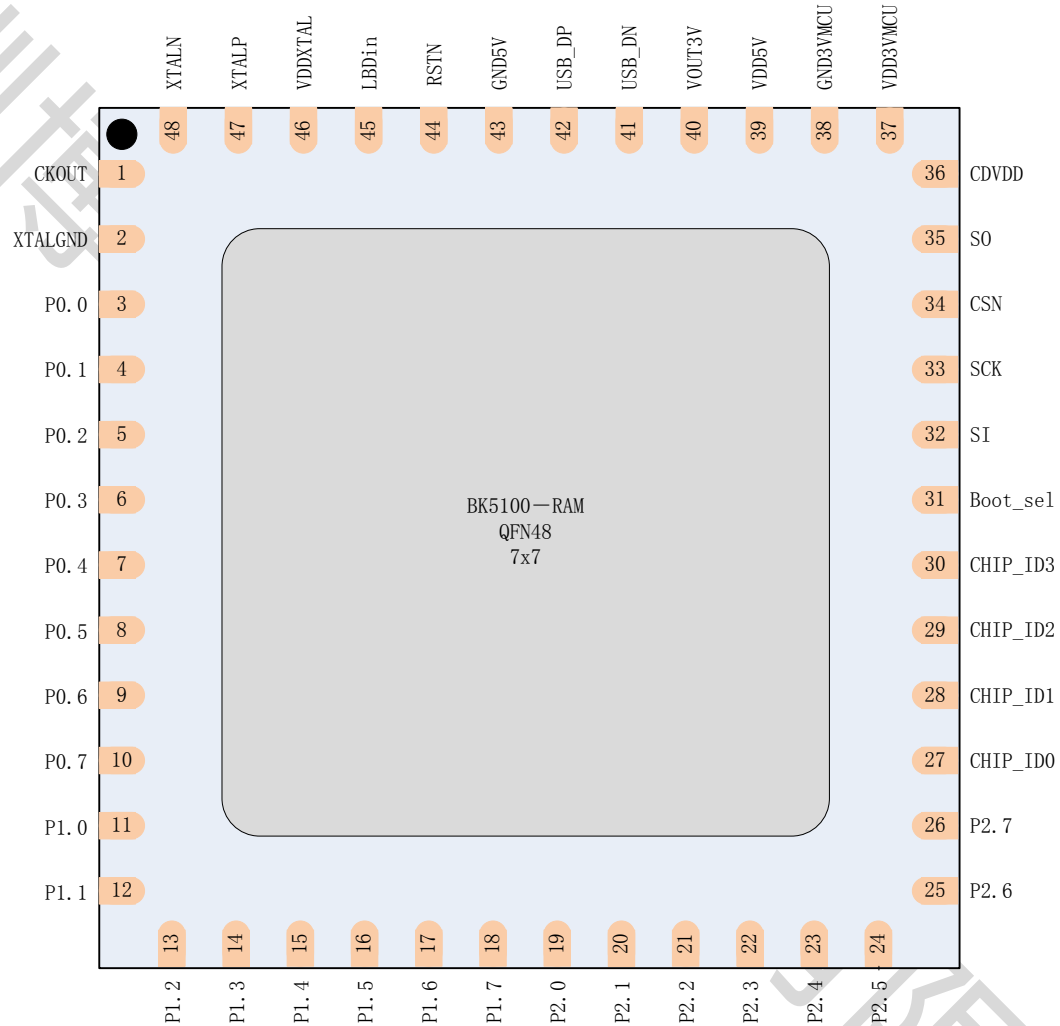 XTALN
XTALP
VDDXTAL
LBDin
RSTN
GND5V
USB_DP
USB_DN
VOUT3V
VDD5V
GND3VMCU
VDD3VMCU
48
47
46
45
44
43
42
41
40
39
38
37
CKOUT 1
XTALGND 2
P0.0 3
P0.1 4
P0.2 5
P0.3 6
P0.4 7
P0.5 8
P0.6 9
P0.7 10
P1.0 11
P1.1 12
BK5100—RAM
QFN48
7x7
36 CDVDD
35 SO
34 CSN
33 SCK
32 SI
31 Boot_sel
30 CHIP_ID3
29 CHIP_ID2
28 CHIP_ID1
27 CHIP_ID0
26 P2.7
25 P2.6
13
14
15
16
17
18
19
20
21
22
23
24
P1.2
P1.3
P1.4
P1.5
P1.6
P1.7
P2.0
P2.1
P2.2
P2.3
P2.4
P2.5